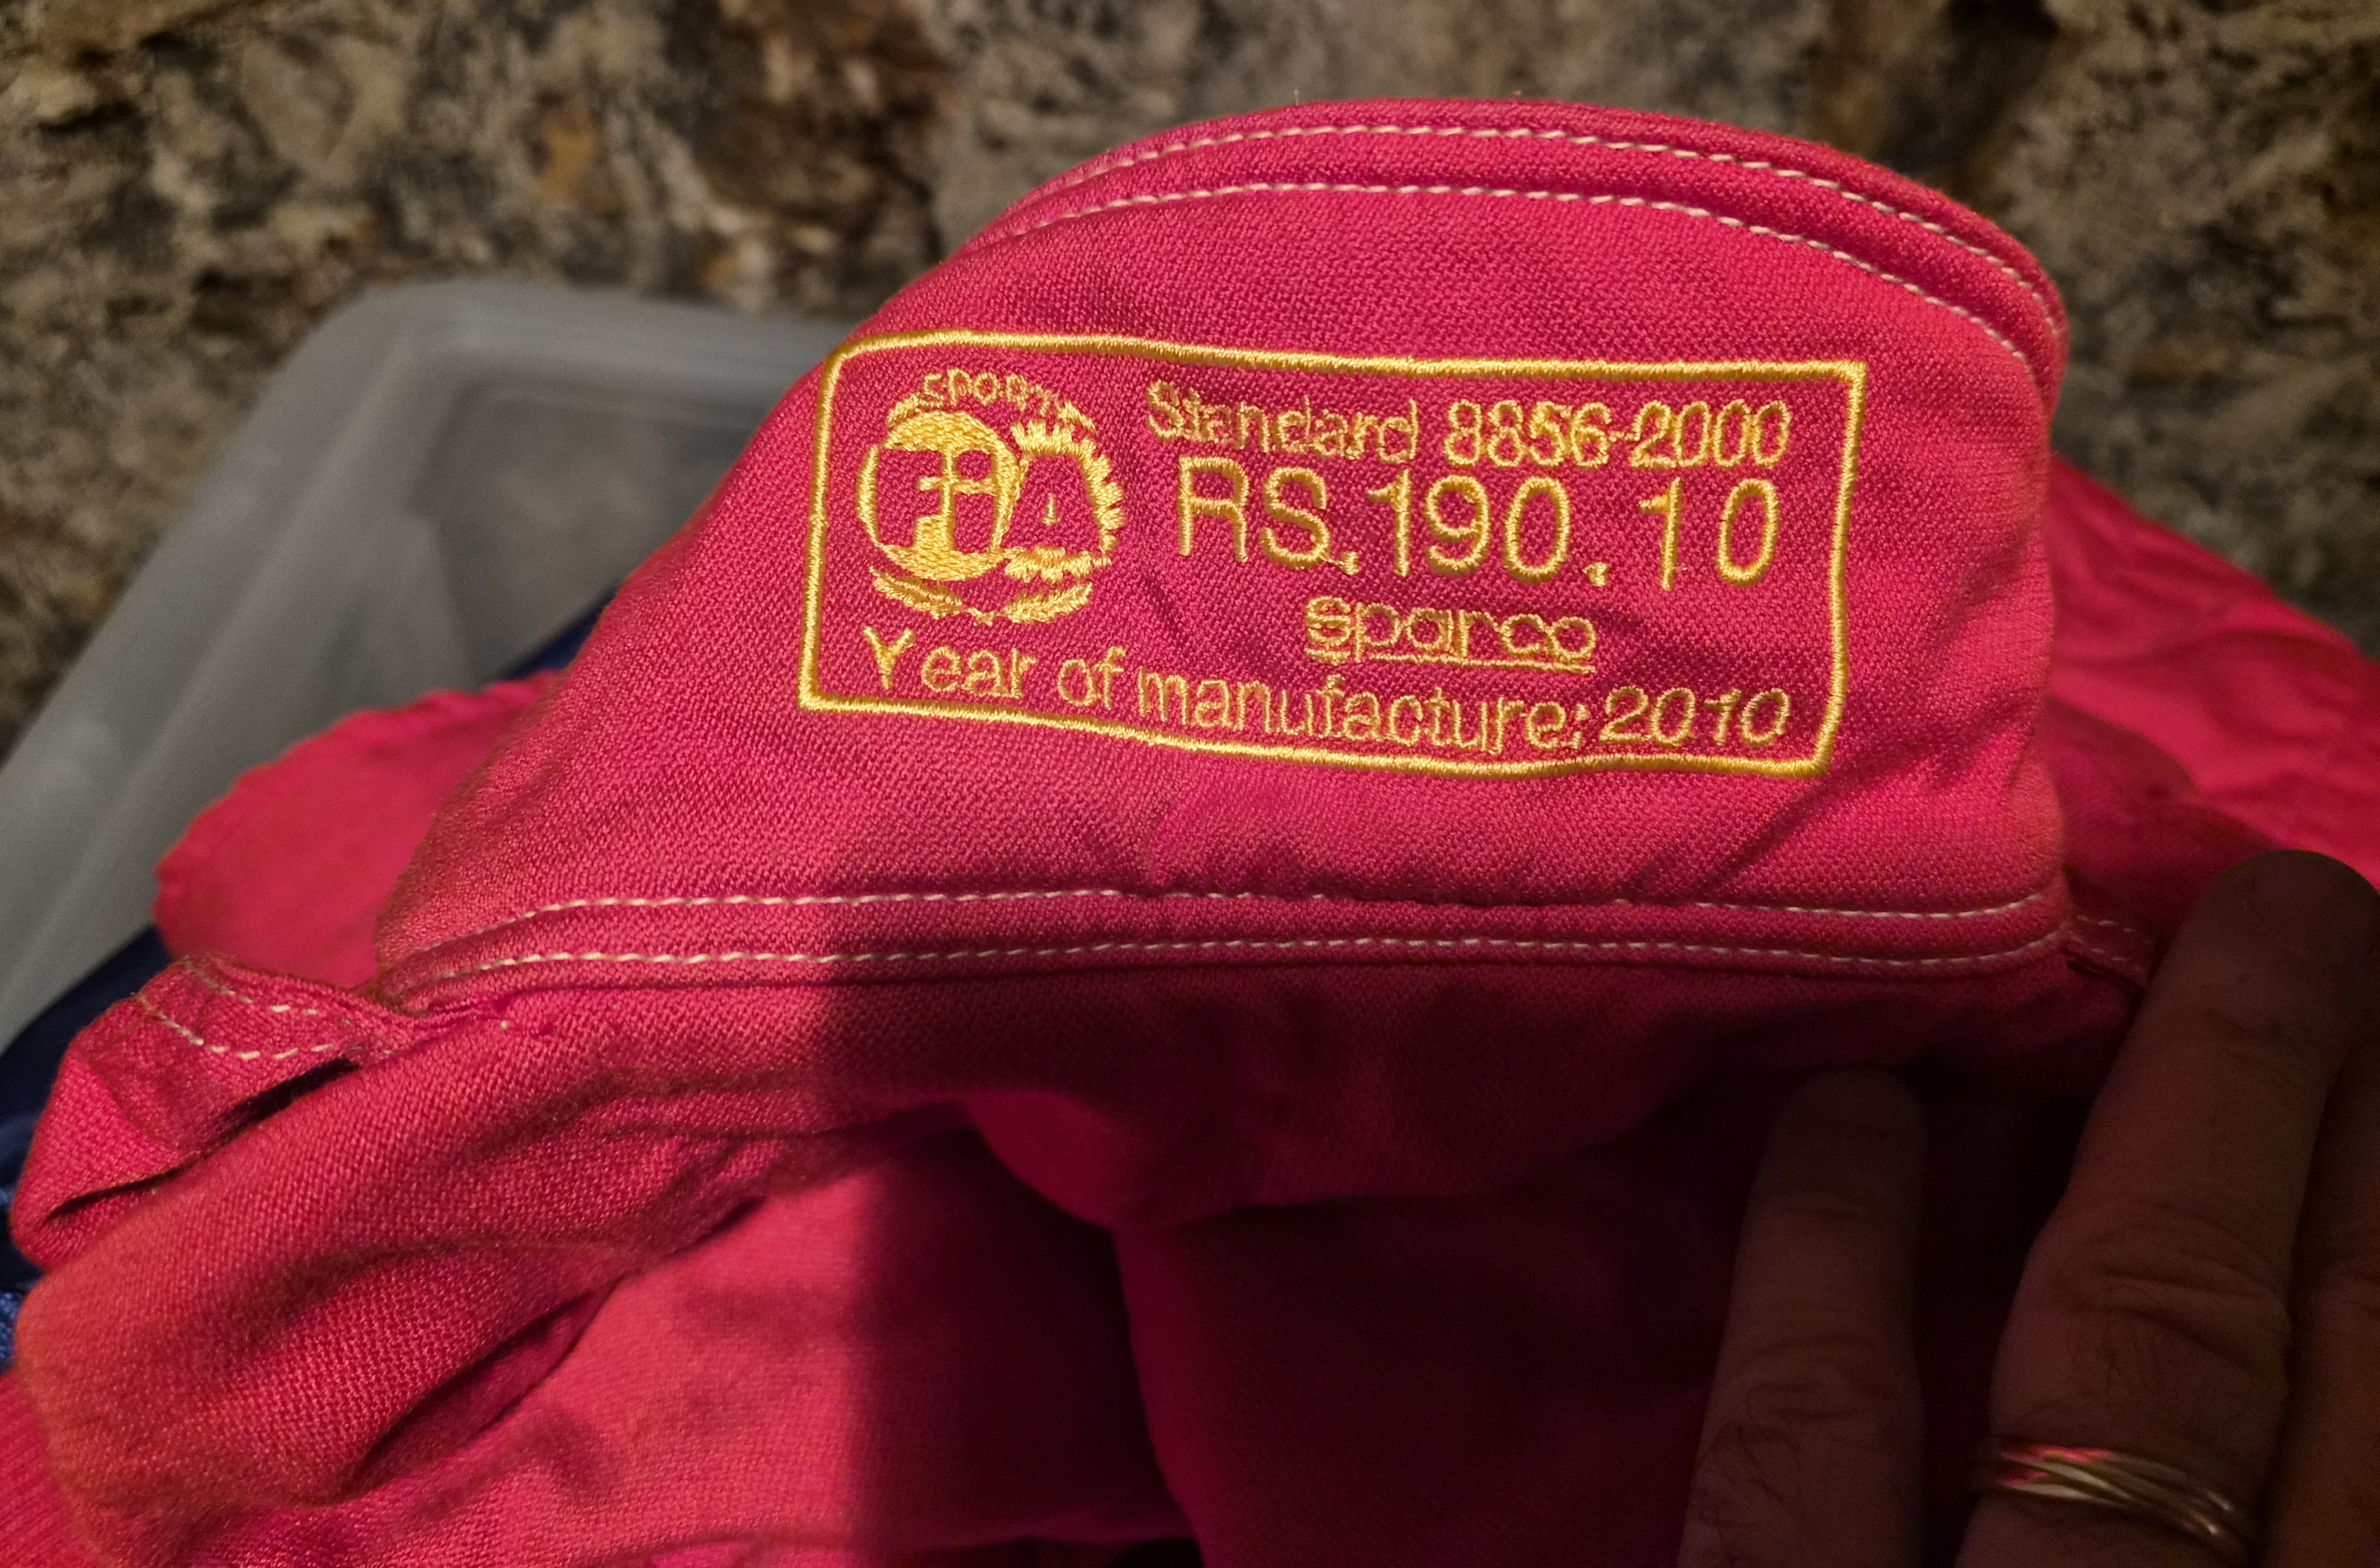 SPORT
FIA
Standard 8856-2000
RS.190.10
sparco
Year of manufacture: 2010